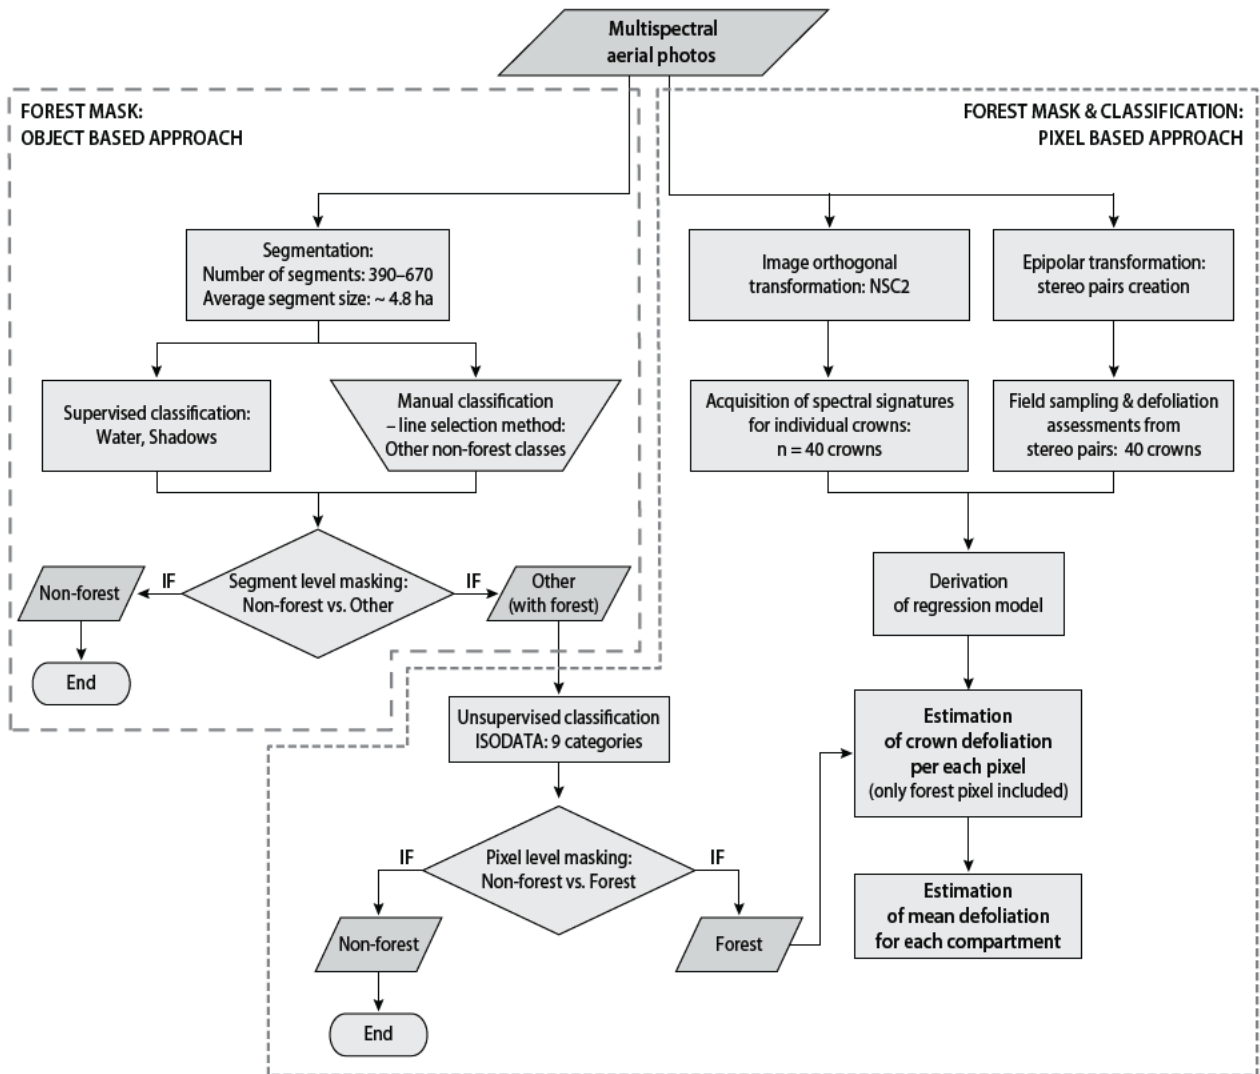 Multispectral
aerial photos
FOREST MASK:
OBJECT BASED APPROACH
FOREST MASK & CLASSIFICATION:
PIXEL BASED APPROACH
Segmentation:
Number of segments: 390–670
Average segment size: ~ 4.8 ha
Image orthogonal
transformation: NSC2
Epipolar transformation:
stereo pairs creation
Supervised classification:
Water, Shadows
Manual classification
– line selection method:
Other non-forest classes
Acquisition of spectral signatures
for individual crowns:
n = 40 crowns
Field sampling & defoliation
assessments from
stereo pairs: 40 crowns
Non-forest
IF
Segment level masking:
Non-forest vs. Other
IF
Other
(with forest)
Derivation
of regression model
End
Unsupervised classification
ISODATA: 9 categories
Estimation
of crown defoliation
per each pixel
(only forest pixel included)
IF
Pixel level masking:
Non-forest vs. Forest
IF
Non-forest
Forest
Estimation
of mean defoliation
for each compartment
End